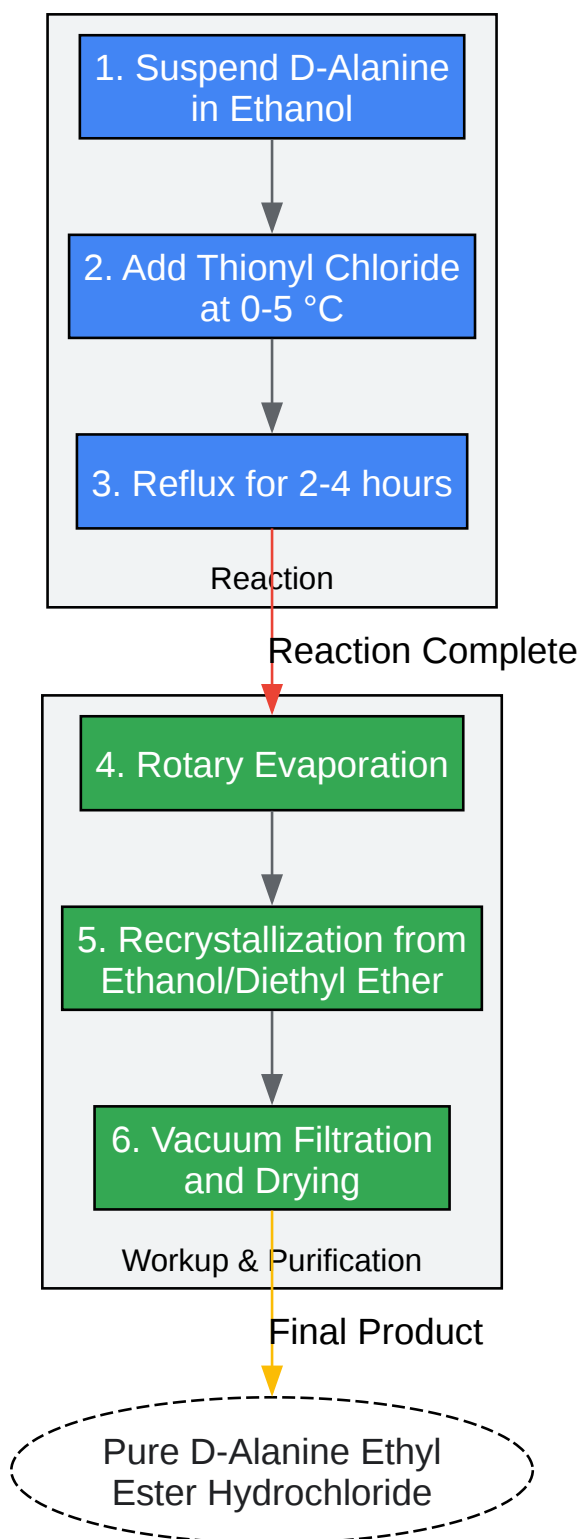 1. Suspend D-Alanine
in Ethanol
2. Add Thionyl Chloride
at 0-5 °C
3. Reflux for 2-4 hours
Reaction
Reaction Complete
4. Rotary Evaporation
5. Recrystallization from
Ethanol/Diethyl Ether
6. Vacuum Filtration
and Drying
Workup & Purification
Final Product
Pure D-Alanine Ethyl
Ester Hydrochloride